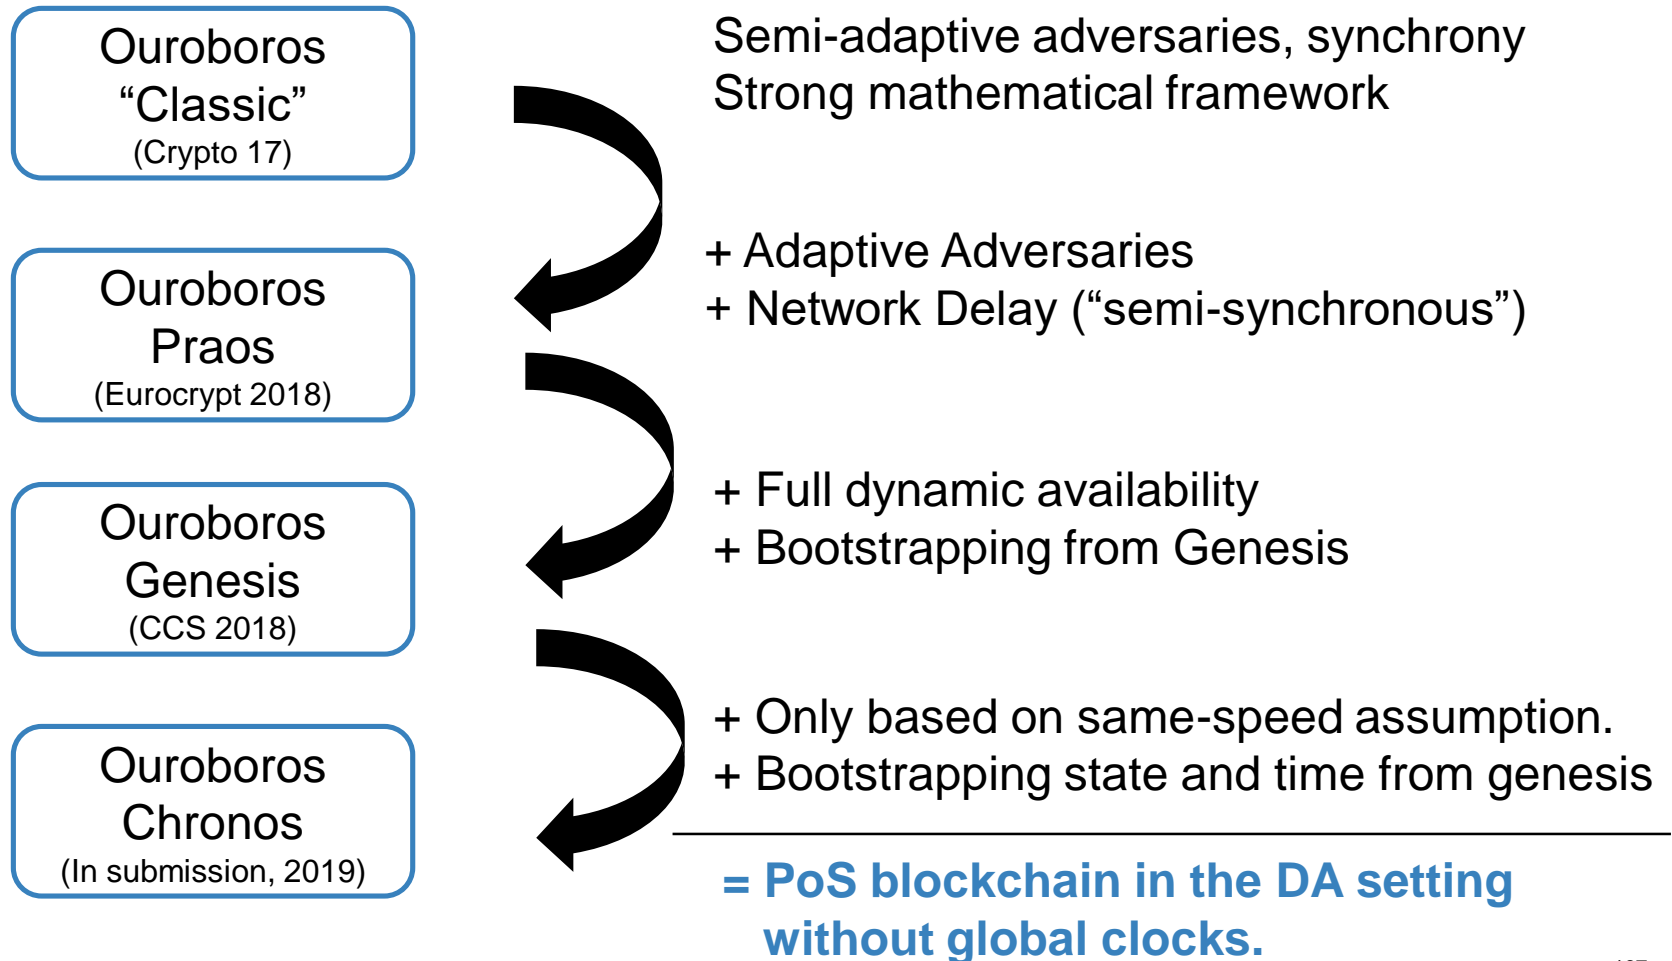 Ouroboros
“Classic”
(Crypto 17)
Semi-adaptive adversaries, synchrony
Strong mathematical framework
Ouroboros
Praos
(Eurocrypt 2018)
+ Adaptive Adversaries
+ Network Delay (“semi-synchronous”)
Ouroboros
Genesis
(CCS 2018)
+ Full dynamic availability
+ Bootstrapping from Genesis
Ouroboros
Chronos
(In submission, 2019)
+ Only based on same-speed assumption.
+ Bootstrapping state and time from genesis
= PoS blockchain in the DA setting
without global clocks.